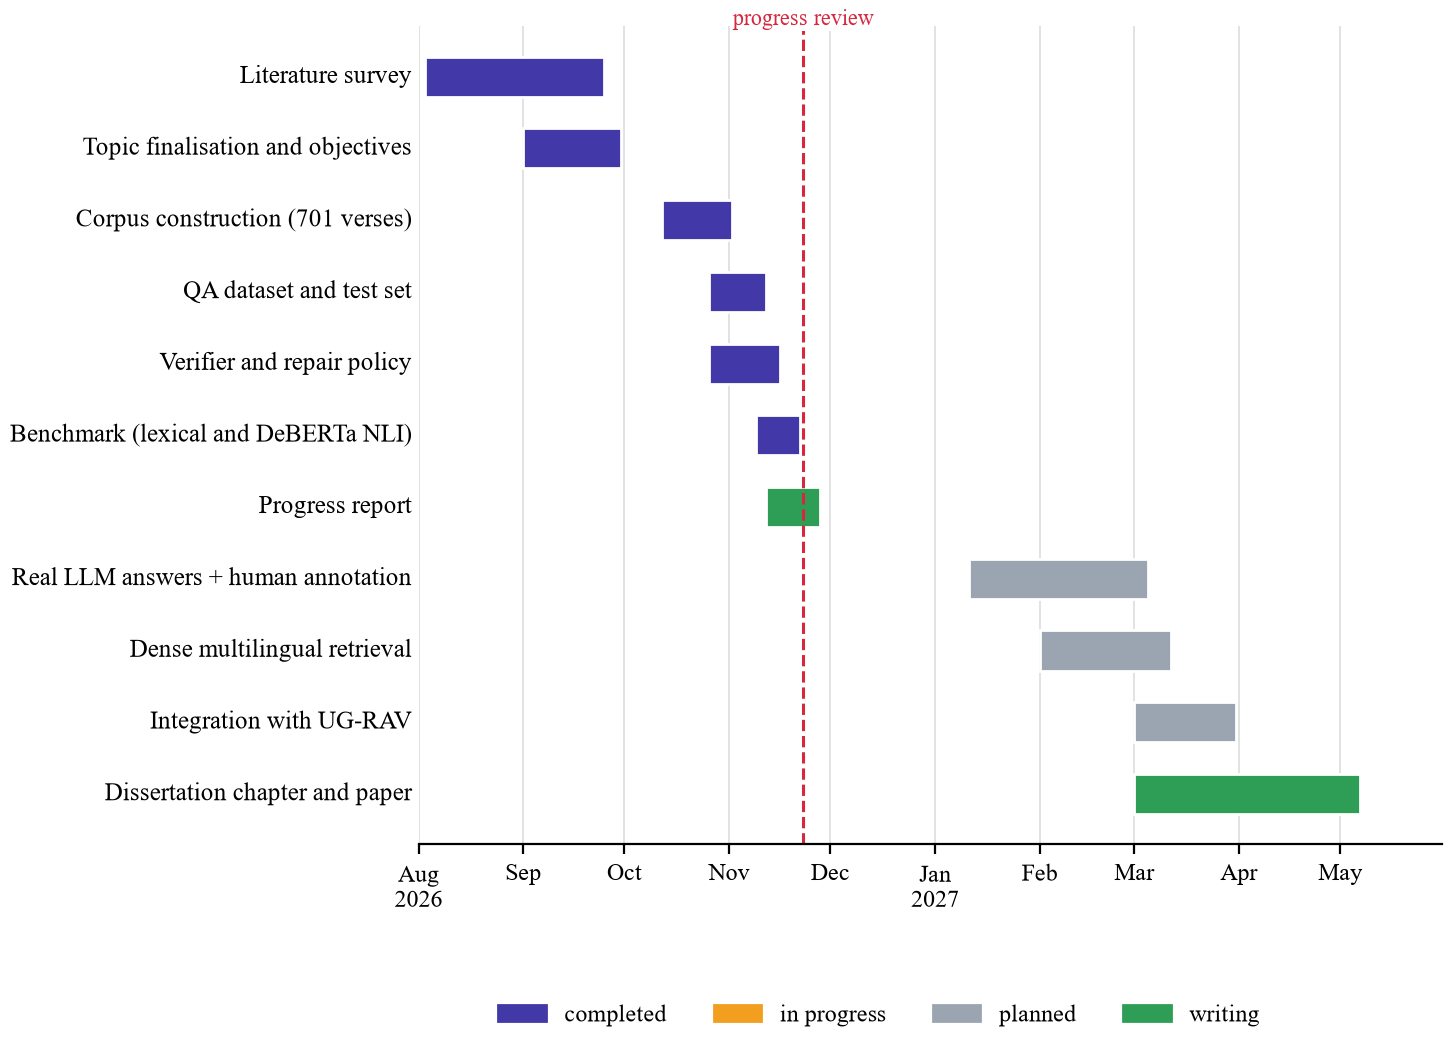 progress review
Literature survey
Topic finalisation and objectives
Corpus construction (701 verses)
QA dataset and test set
Verifier and repair policy
Benchmark (lexical and DeBERTa NLI)
Progress report
Real LLM answers + human annotation
Dense multilingual retrieval
Integration with UG-RAV
Dissertation chapter and paper
Aug Sep Oct Nov Dec Jan Feb Mar Apr May
2026 2027
completed in progress planned writing